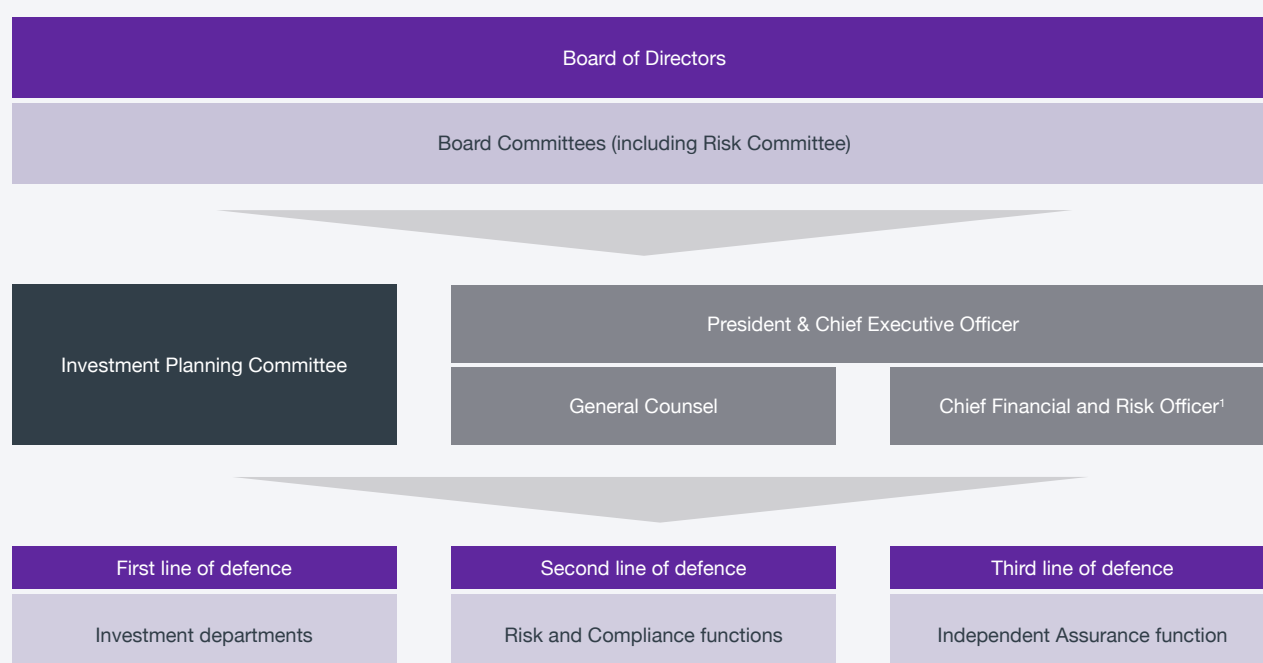 Board of Directors
Board Committees (including Risk Committee)
Investment Planning Committee
President & Chief Executive Officer
General Counsel
Chief Financial and Risk Officer¹
First line of defence
Second line of defence
Third line of defence
Investment departments
Risk and Compliance functions
Independent Assurance function